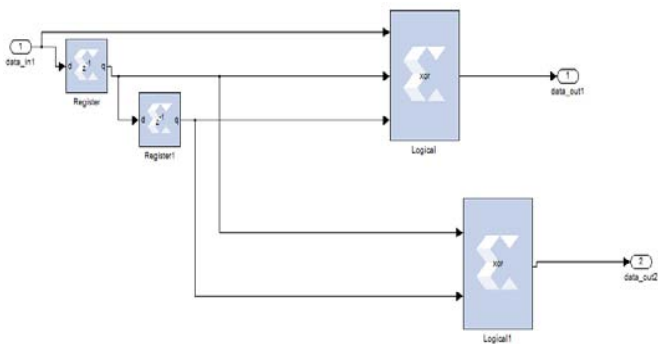 1
data_in1
d
z-1
q
Register
d
z-1
q
Register1
xor
Logical
1
data_out1
xor
Logical1
2
data_out2